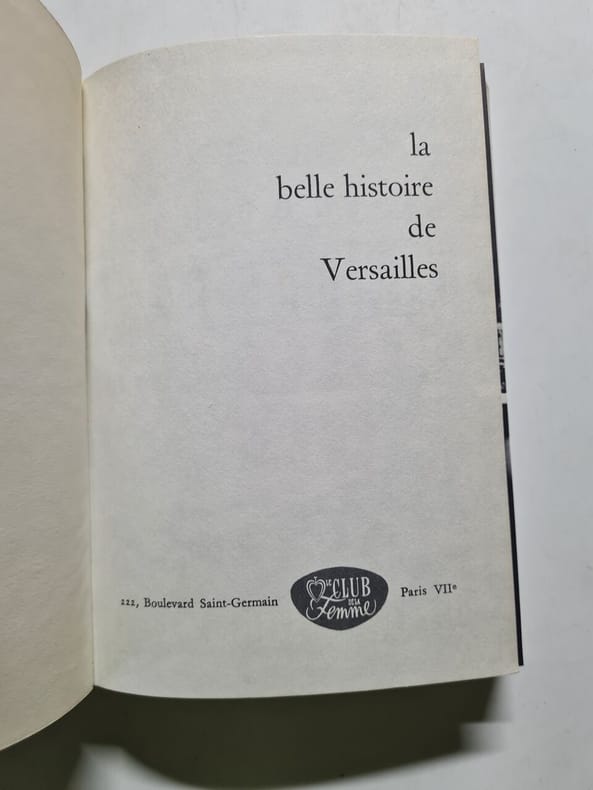 la
belle histoire
de
Versailles
222, Boulevard Saint-Germain
LE CLUB
DE LA
Femme
Paris VIIe